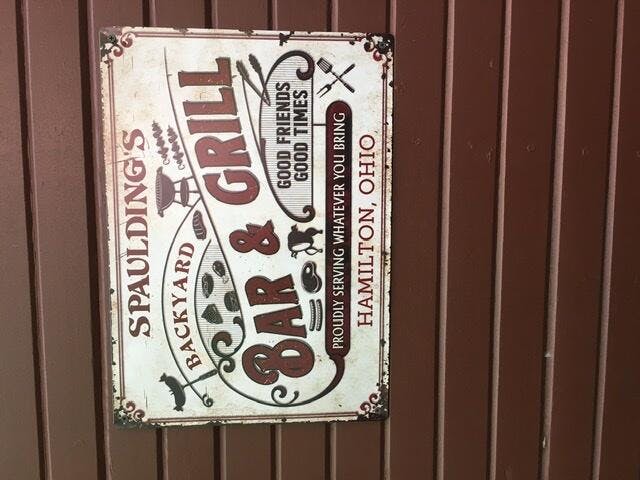 SPAULDING'S
BACKYARD
BAR & GRILL
GOOD FRIENDS
GOOD TIMES
PROUDLY SERVING WHATEVER YOU BRING
HAMILTON, OHIO